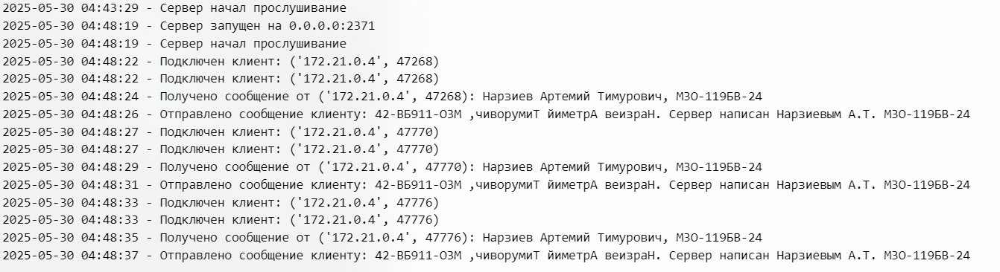 2025-05-30 04:43:29 - Сервер начал прослушивание
2025-05-30 04:48:19 - Сервер запущен на 0.0.0.0:2371
2025-05-30 04:48:19 - Сервер начал прослушивание
2025-05-30 04:48:22 - Подключен клиент: ('172.21.0.4', 47268)
2025-05-30 04:48:22 - Подключен клиент: ('172.21.0.4', 47268)
2025-05-30 04:48:24 - Получено сообщение от ('172.21.0.4', 47268): Нарзиев Артемий Тимурович, М3О-119БВ-24
2025-05-30 04:48:26 - Отправлено сообщение клиенту: 42-ВБ911-О3М ,чиворумиТ йиметрА веизраН. Сервер написан Нарзиевым А.Т. М3О-119БВ-24
2025-05-30 04:48:27 - Подключен клиент: ('172.21.0.4', 47770)
2025-05-30 04:48:27 - Подключен клиент: ('172.21.0.4', 47770)
2025-05-30 04:48:29 - Получено сообщение от ('172.21.0.4', 47770): Нарзиев Артемий Тимурович, М3О-119БВ-24
2025-05-30 04:48:31 - Отправлено сообщение клиенту: 42-ВБ911-О3М ,чиворумиТ йиметрА веизраН. Сервер написан Нарзиевым А.Т. М3О-119БВ-24
2025-05-30 04:48:33 - Подключен клиент: ('172.21.0.4', 47776)
2025-05-30 04:48:33 - Подключен клиент: ('172.21.0.4', 47776)
2025-05-30 04:48:35 - Получено сообщение от ('172.21.0.4', 47776): Нарзиев Артемий Тимурович, М3О-119БВ-24
2025-05-30 04:48:37 - Отправлено сообщение клиенту: 42-ВБ911-О3М ,чиворумиТ йиметрА веизраН. Сервер написан Нарзиевым А.Т. М3О-119БВ-24